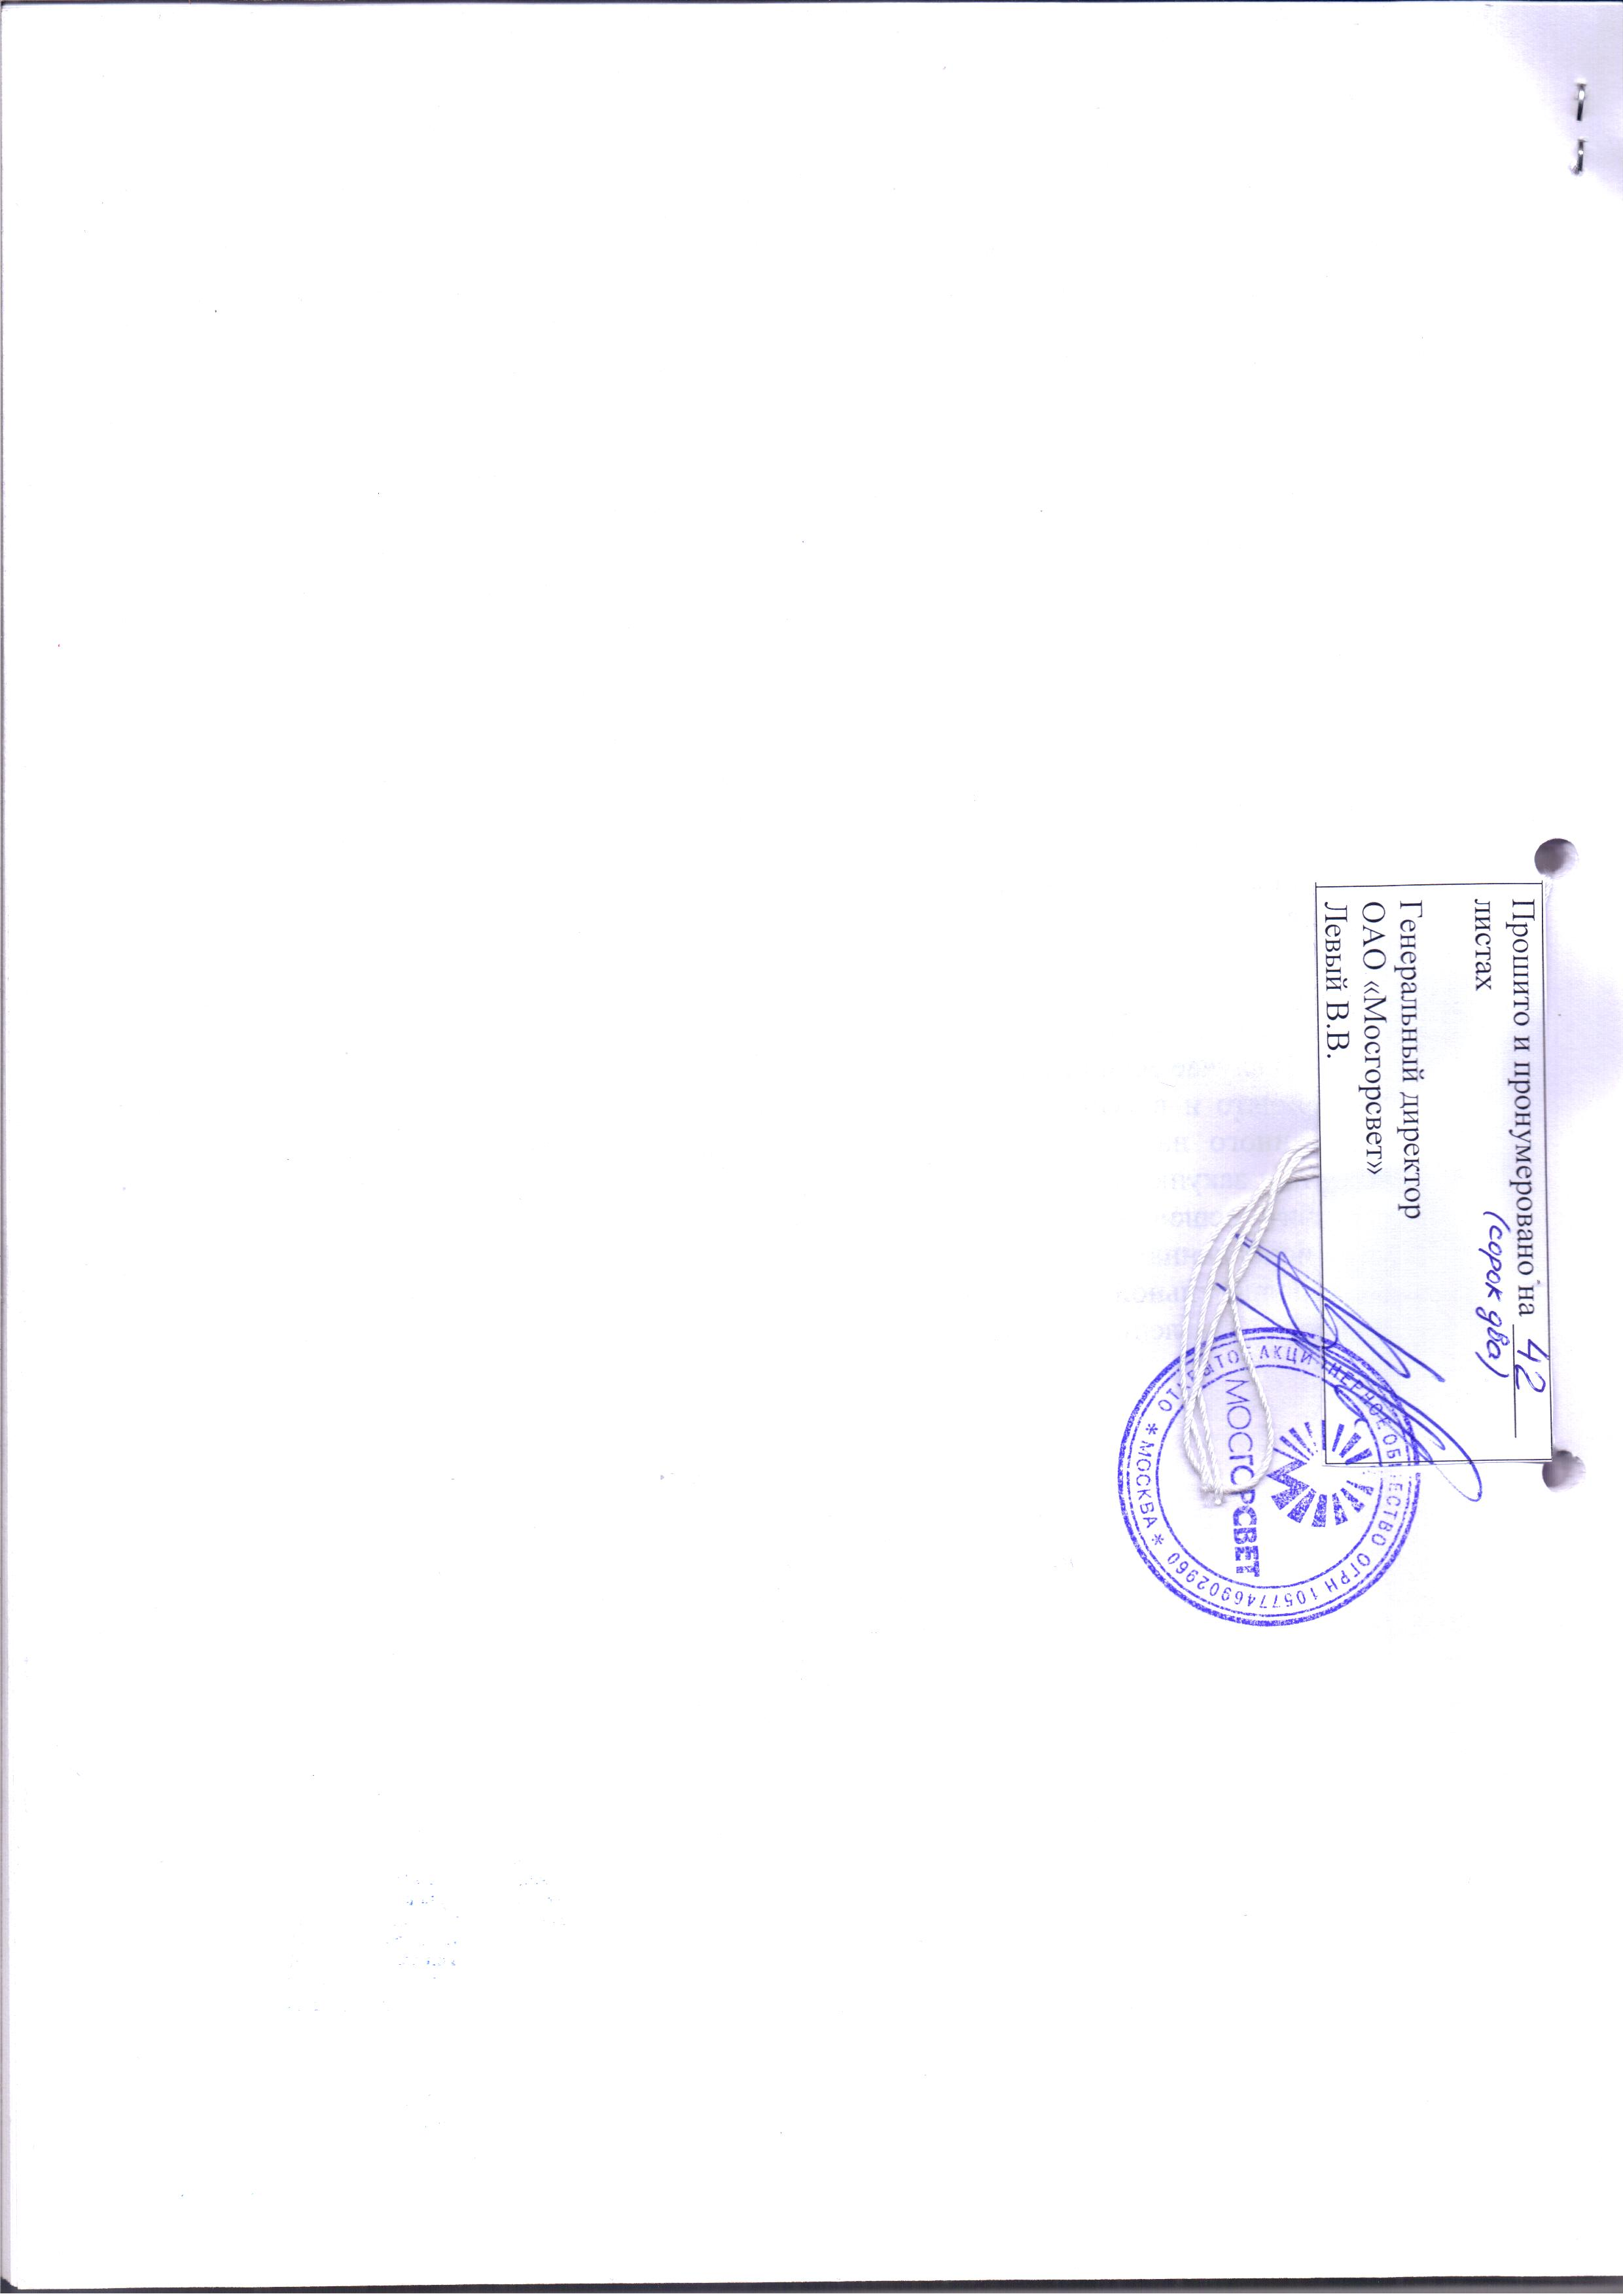 Прошито и пронумеровано на 42
листах (сорок два)
Генеральный директор
ОАО «Мосгорсвет»
Левый В.В.
ОТКРЫТОЕ АКЦИОНЕРНОЕ ОБЩЕСТВО ОГРН 1057746902960
* МОСКВА *
МОСГОРСВЕТ